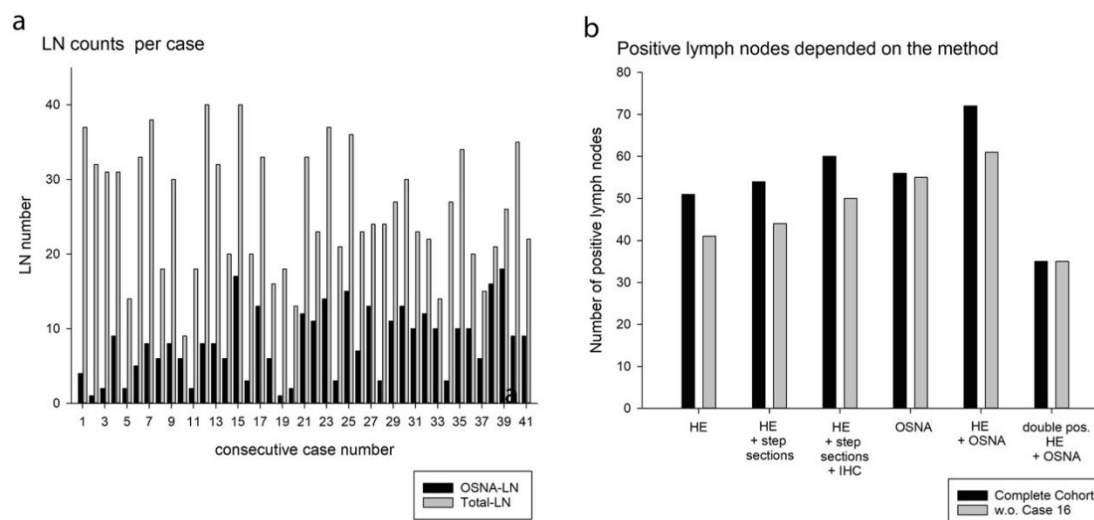 a
LN counts per case
LN number
40
30
20
10
0
1 3 5 7 9 11 13 15 17 19 21 23 25 27 29 31 33 35 37 39 41
a
consecutive case number
OSNA-LN
Total-LN
b
Positive lymph nodes depended on the method
Number of positive lymph nodes
80
70
60
50
40
30
20
10
0
HE
HE
+ step
sections
HE
+ step
sections
+ IHC
OSNA
HE
+ OSNA
double pos.
HE
+ OSNA
Complete Cohort
w.o. Case 16